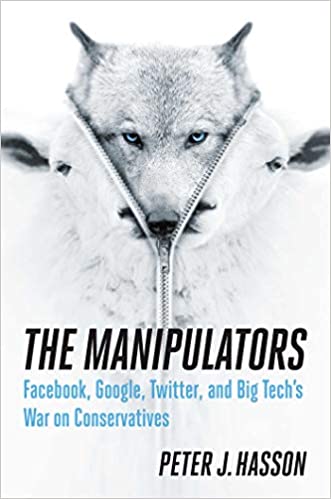 THE MANIPULATORS
Facebook, Google, Twitter, and Big Tech's
War on Conservatives
PETER J. HASSON